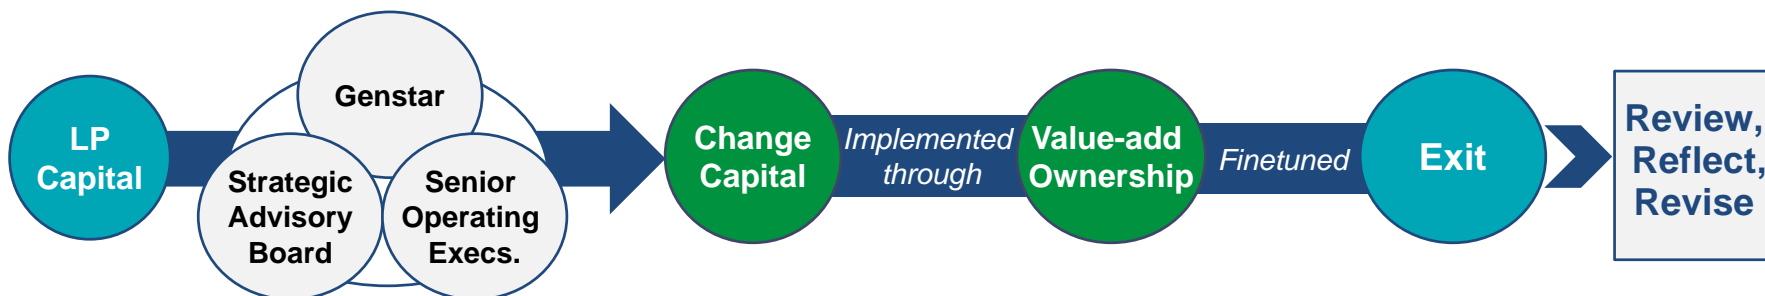 LP
Capital
Genstar
Strategic
Advisory
Board
Senior
Operating
Execs.
Change
Capital
Implemented
through
Value-add
Ownership
Finetuned
Exit
Review,
Reflect,
Revise